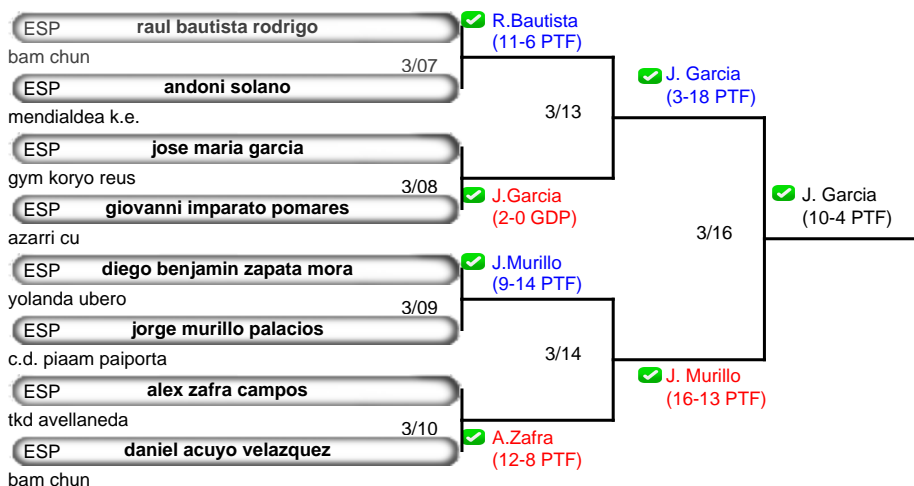 ESP raul bautista rodrigo
bam chun
3/07
ESP andoni solano
mendialdea k.e.
ESP jose maria garcia
gym koryo reus
3/08
ESP giovanni imparato pomares
azarri cu
ESP diego benjamin zapata mora
yolanda ubero
3/09
ESP jorge murillo palacios
c.d. piaam paiporta
ESP alex zafra campos
tkd avellaneda
3/10
ESP daniel acuyo velazquez
bam chun
R.Bautista
(11-6 PTF)
3/13
J.Garcia
(2-0 GDP)
J.Murillo
(9-14 PTF)
3/14
A.Zafra
(12-8 PTF)
J. Garcia
(3-18 PTF)
3/16
J. Murillo
(16-13 PTF)
J. Garcia
(10-4 PTF)